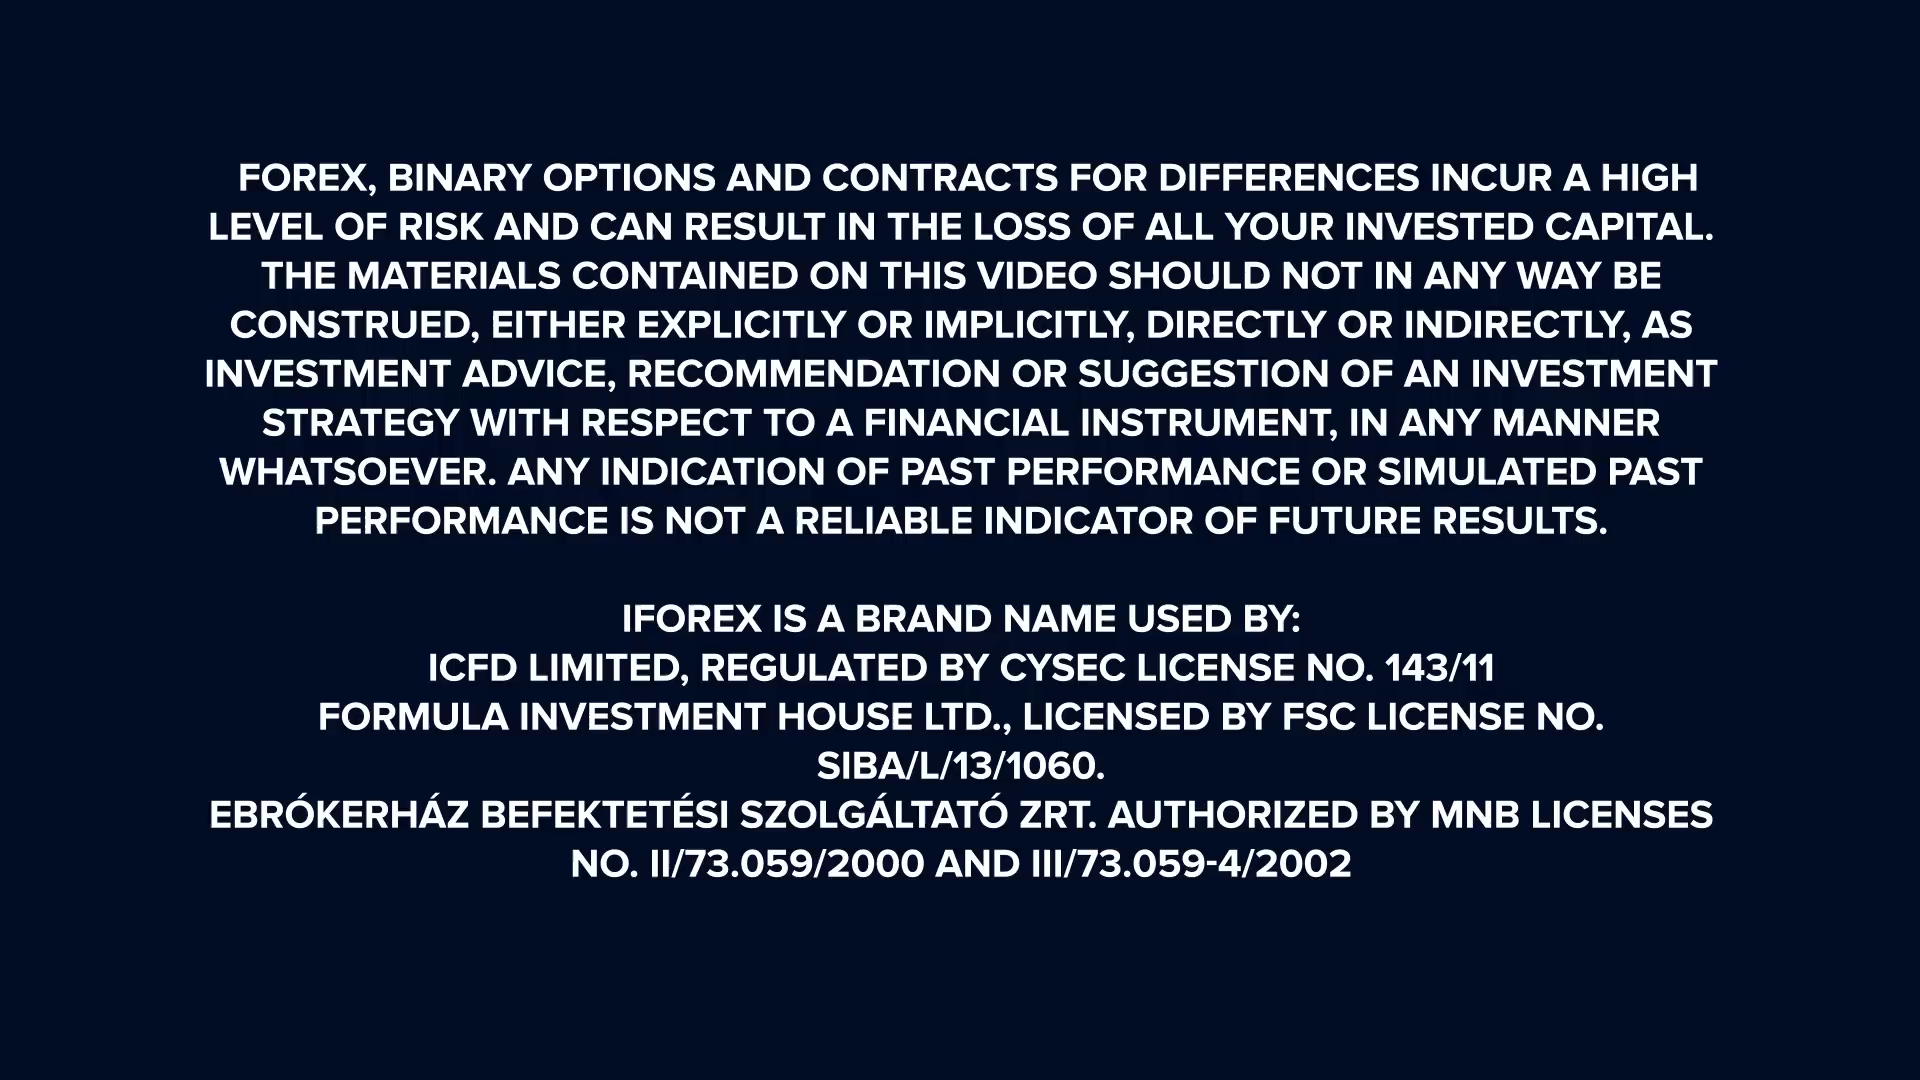 FOREX, BINARY OPTIONS AND CONTRACTS FOR DIFFERENCES INCUR A HIGH
LEVEL OF RISK AND CAN RESULT IN THE LOSS OF ALL YOUR INVESTED CAPITAL.
THE MATERIALS CONTAINED ON THIS VIDEO SHOULD NOT IN ANY WAY BE
CONSTRUED, EITHER EXPLICITLY OR IMPLICITLY, DIRECTLY OR INDIRECTLY, AS
INVESTMENT ADVICE, RECOMMENDATION OR SUGGESTION OF AN INVESTMENT
STRATEGY WITH RESPECT TO A FINANCIAL INSTRUMENT, IN ANY MANNER
WHATSOEVER. ANY INDICATION OF PAST PERFORMANCE OR SIMULATED PAST
PERFORMANCE IS NOT A RELIABLE INDICATOR OF FUTURE RESULTS.
IFOREX IS A BRAND NAME USED BY:
ICFD LIMITED, REGULATED BY CYSEC LICENSE NO. 143/11
FORMULA INVESTMENT HOUSE LTD., LICENSED BY FSC LICENSE NO.
SIBA/L/13/1060.
EBRÓKERHÁZ BEFEKTETÉSI SZOLGÁLTATÓ ZRT. AUTHORIZED BY MNB LICENSES
NO. II/73.059/2000 AND III/73.059-4/2002